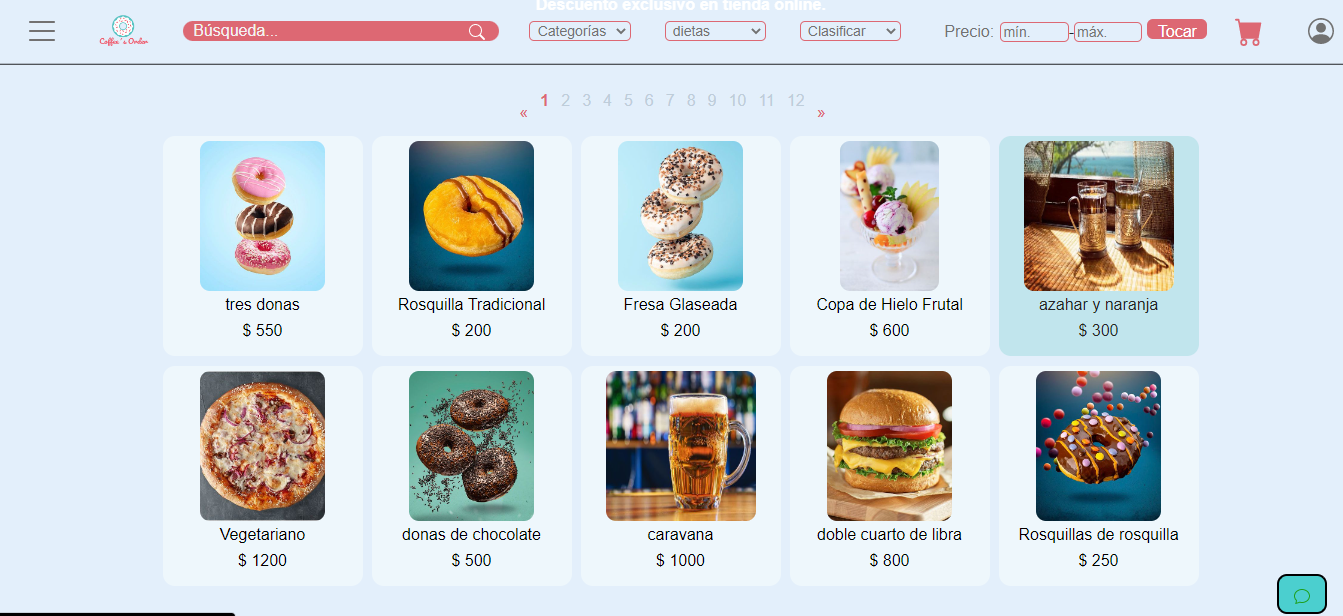 Descuento exclusivo en tienda online.
Coffee's Order
Búsqueda...
Categorías
dietas
Clasificar
Precio:
mín.
-
máx.
Tocar
« 1 2 3 4 5 6 7 8 9 10 11 12 »
tres donas
$ 550
Rosquilla Tradicional
$ 200
Fresa Glaseada
$ 200
Copa de Hielo Frutal
$ 600
azahar y naranja
$ 300
Vegetariano
$ 1200
donas de chocolate
$ 500
caravana
$ 1000
doble cuarto de libra
$ 800
Rosquillas de rosquilla
$ 250